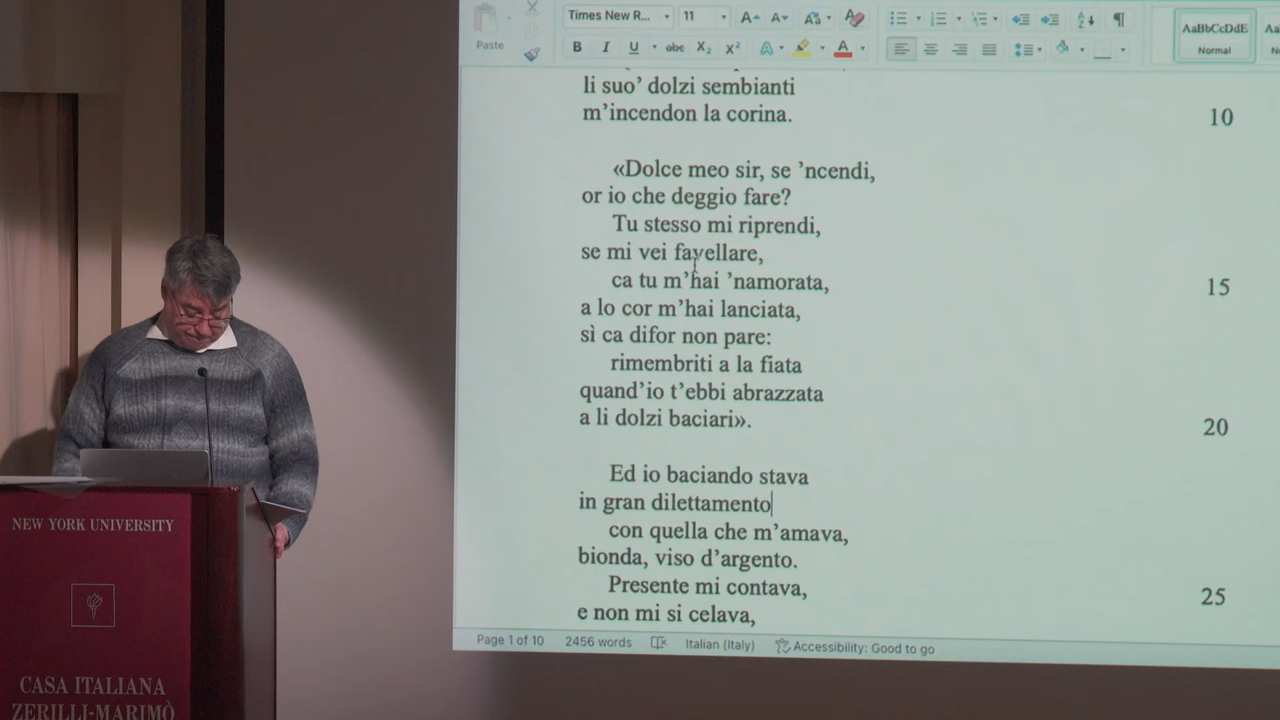 Times New R...
11
Paste
B I U abc X₂ X²
AaBbCcDdE
Normal
li suo’ dolzi sembianti
m’incendon la corina.
10
«Dolce meo sir, se ’ncendi,
or io che deggio fare?
Tu stesso mi riprendi,
se mi vei favellare,
ca tu m’hai ’namorata,
15
a lo cor m’hai lanciata,
sì ca difor non pare:
rimembriti a la fiata
quand’io t’ebbi abrazzata
a li dolzi baciari».
20
Ed io baciando stava
in gran dilettamento
con quella che m’amava,
bionda, viso d’argento.
Presente mi contava,
25
e non mi si celava,
Page 1 of 10
2456 words
Italian (Italy)
Accessibility: Good to go
NEW YORK UNIVERSITY
CASA ITALIANA
ZERILLI-MARIMÒ